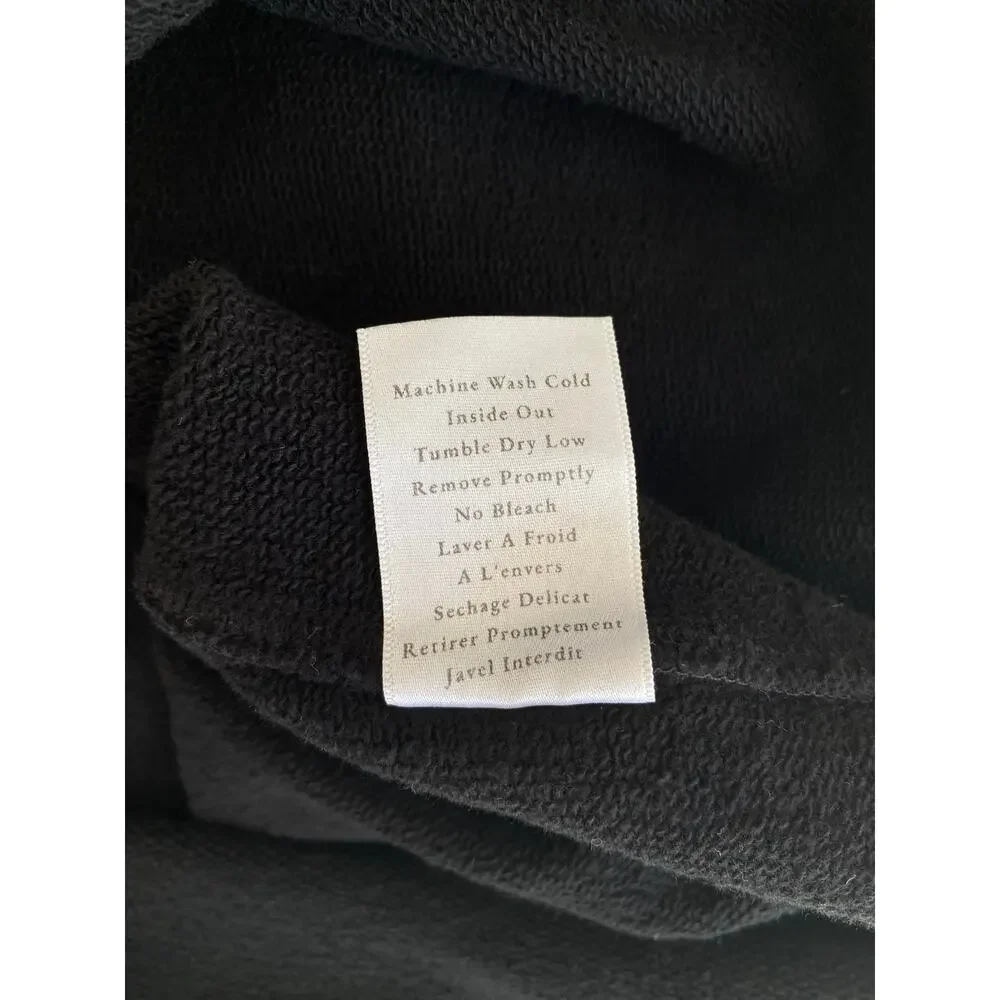 Machine Wash Cold
Inside Out
Tumble Dry Low
Remove Promptly
No Bleach
Laver A Froid
A L'envers
Sechage Delicat
Retirer Promptement
Javel Interdit